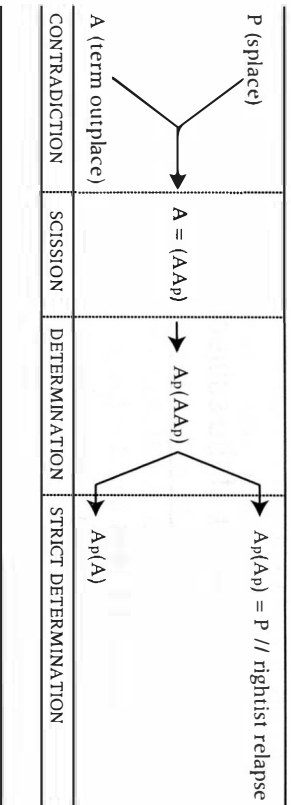 P (splace)
A (term outplace)
A = (AAp)
Ap(AAp)
Ap(Ap) = P // rightist relapse
Ap(A)
CONTRADICTION
SCISSION
DETERMINATION
STRICT DETERMINATION